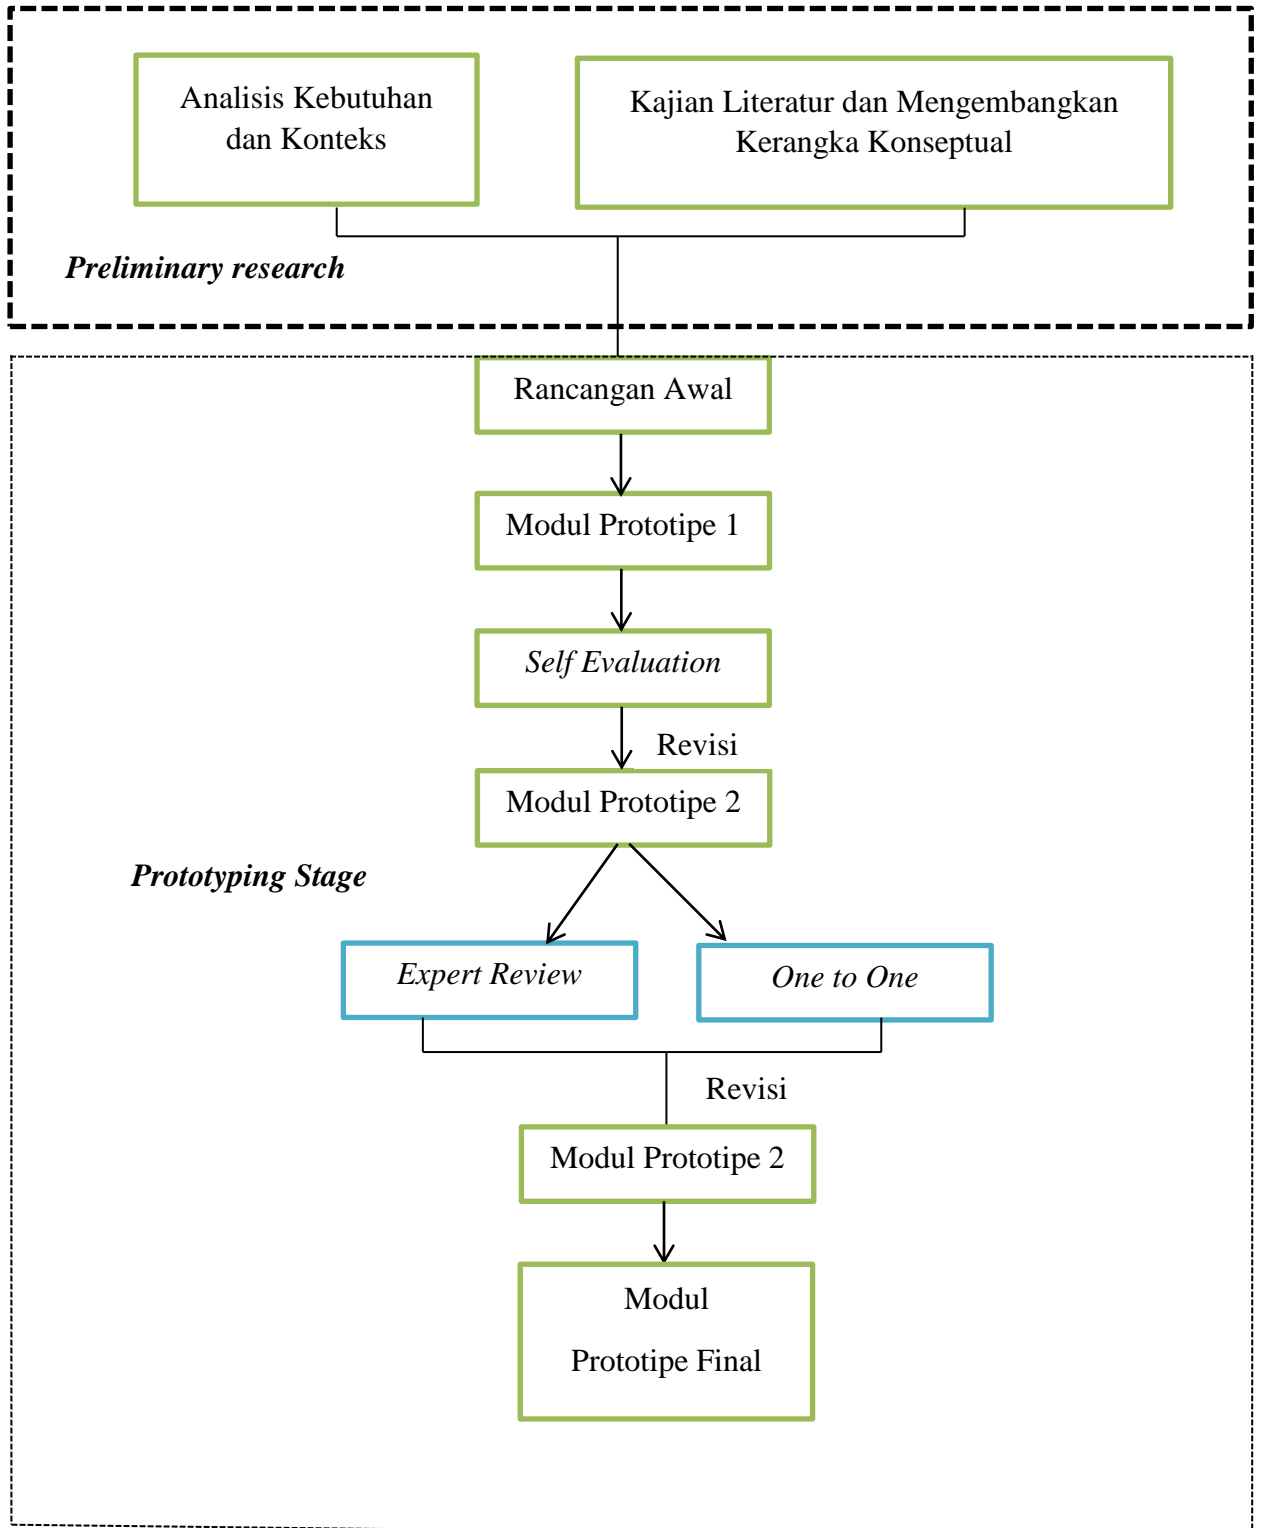 Analisis Kebutuhan
dan Konteks
Kajian Literatur dan Mengembangkan
Kerangka Konseptual
Preliminary research
Rancangan Awal
Modul Prototipe 1
Self Evaluation
Revisi
Modul Prototipe 2
Prototyping Stage
Expert Review
One to One
Revisi
Modul Prototipe 2
Modul
Prototipe Final